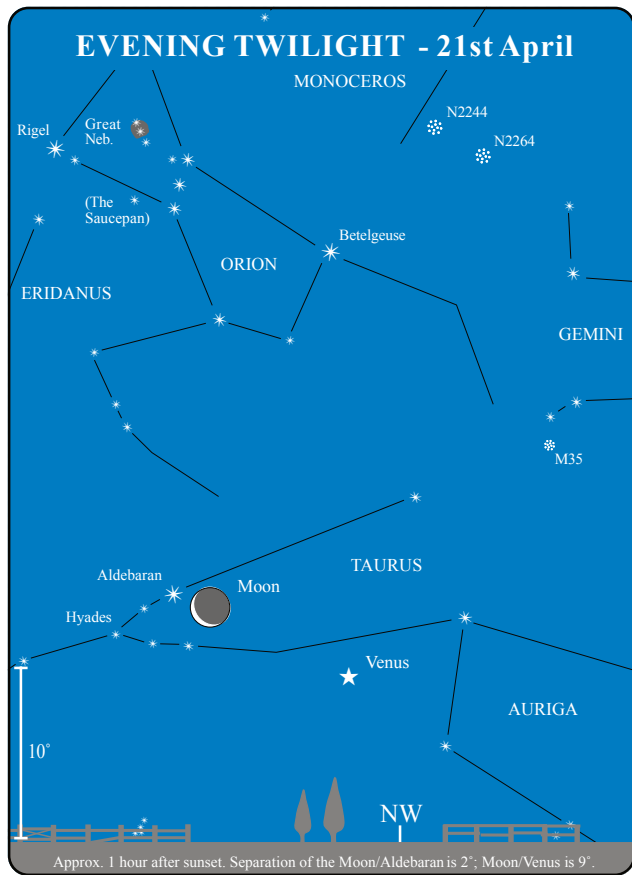 EVENING TWILIGHT - 21st April
MONOCEROS
N2244
N2264
Rigel
Great
Neb.
(The
Saucepan)
Betelgeuse
ORION
ERIDANUS
GEMINI
M35
TAURUS
Aldebaran
Moon
Hyades
Venus
AURIGA
10°
NW
Approx. 1 hour after sunset. Separation of the Moon/Aldebaran is 2°; Moon/Venus is 9°.